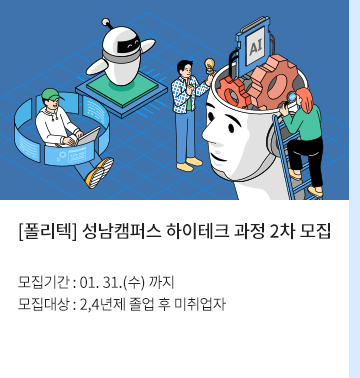 AI
[폴리텍] 성남캠퍼스 하이테크 과정 2차 모집
모집기간 : 01. 31.(수) 까지
모집대상 : 2,4년제 졸업 후 미취업자